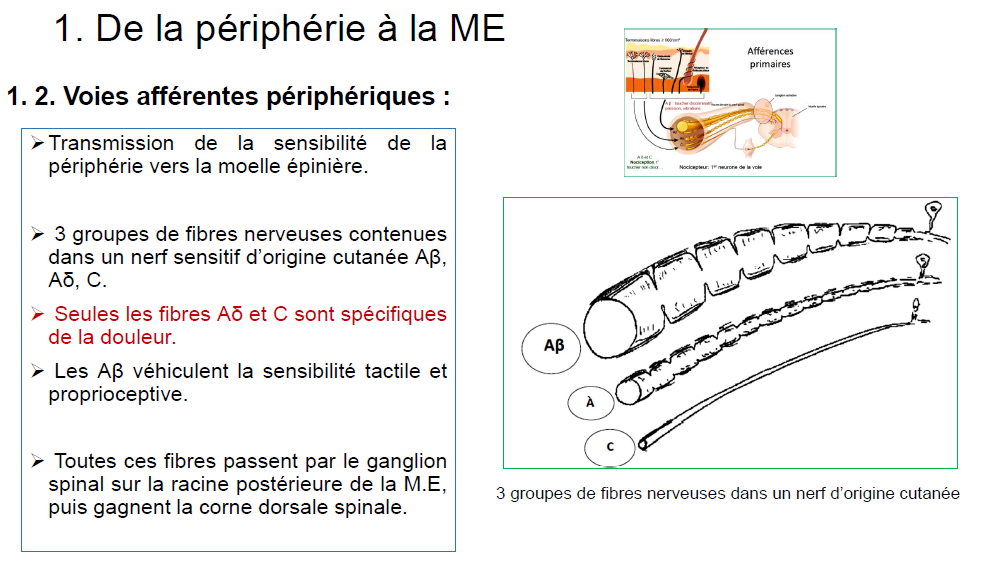 1. De la périphérie à la ME
1. 2. Voies afférentes périphériques :
➢ Transmission de la sensibilité de la
périphérie vers la moelle épinière.
➢ 3 groupes de fibres nerveuses contenues
dans un nerf sensitif d’origine cutanée Aβ,
Aδ, C.
➢ Seules les fibres Aδ et C sont spécifiques
de la douleur.
➢ Les Aβ véhiculent la sensibilité tactile et
proprioceptive.
➢ Toutes ces fibres passent par le ganglion
spinal sur la racine postérieure de la M.E,
puis gagnent la corne dorsale spinale.
Afférences
primaires
Nocicepteur: 1er neurone de la voie
Aβ
À
C
3 groupes de fibres nerveuses dans un nerf d’origine cutanée